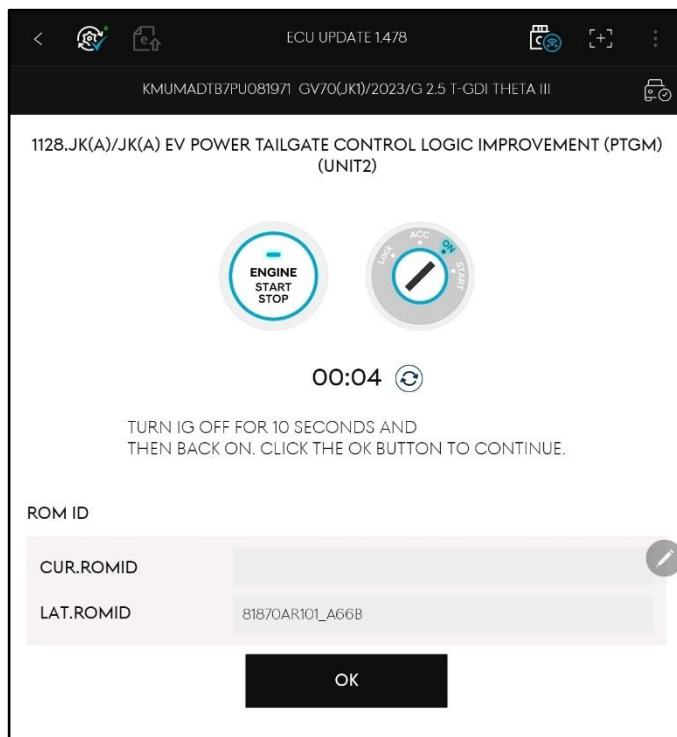 ECU UPDATE 1.478
KMUMADTB7PU081971 GV70(JK1)/2023/G 2.5 T-GDI THETA III
1128.JK(A)/JK(A) EV POWER TAILGATE CONTROL LOGIC IMPROVEMENT (PTGM)
(UNIT2)
ENGINE
START
STOP
Lock
ACC
ON
START
00:04
TURN IG OFF FOR 10 SECONDS AND
THEN BACK ON. CLICK THE OK BUTTON TO CONTINUE.
ROM ID
CUR.ROMID
LAT.ROMID 81870AR101_A66B
OK